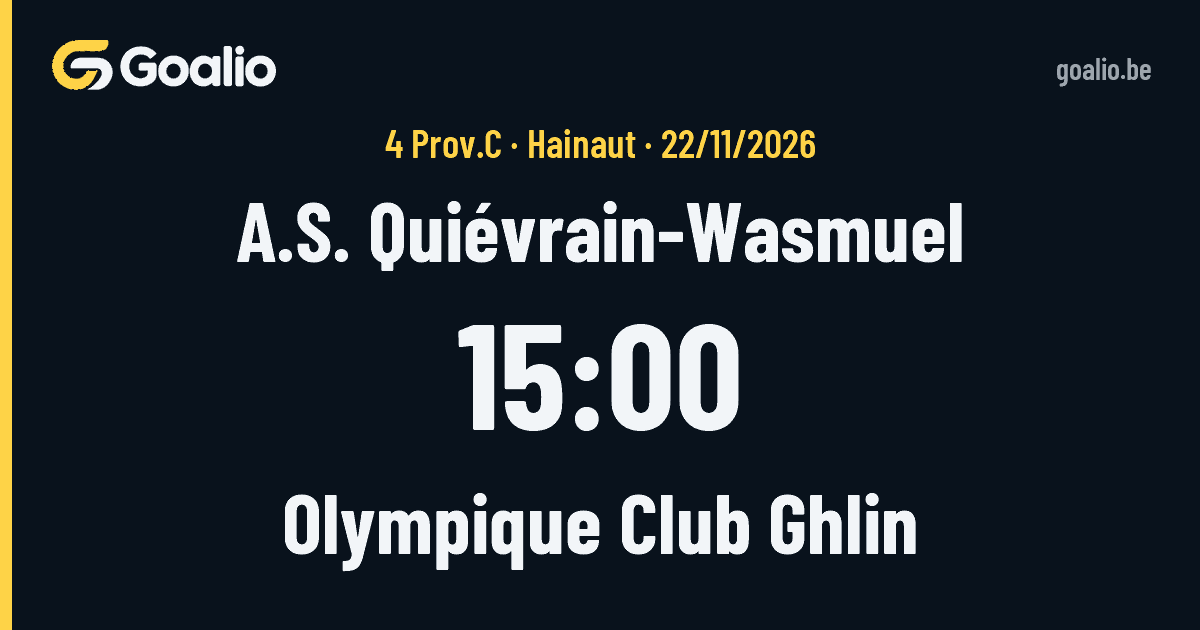 Goalio
goalio.be
4 Prov.C · Hainaut · 22/11/2026
A.S. Quiévrain-Wasmuel
15:00
Olympique Club Ghlin